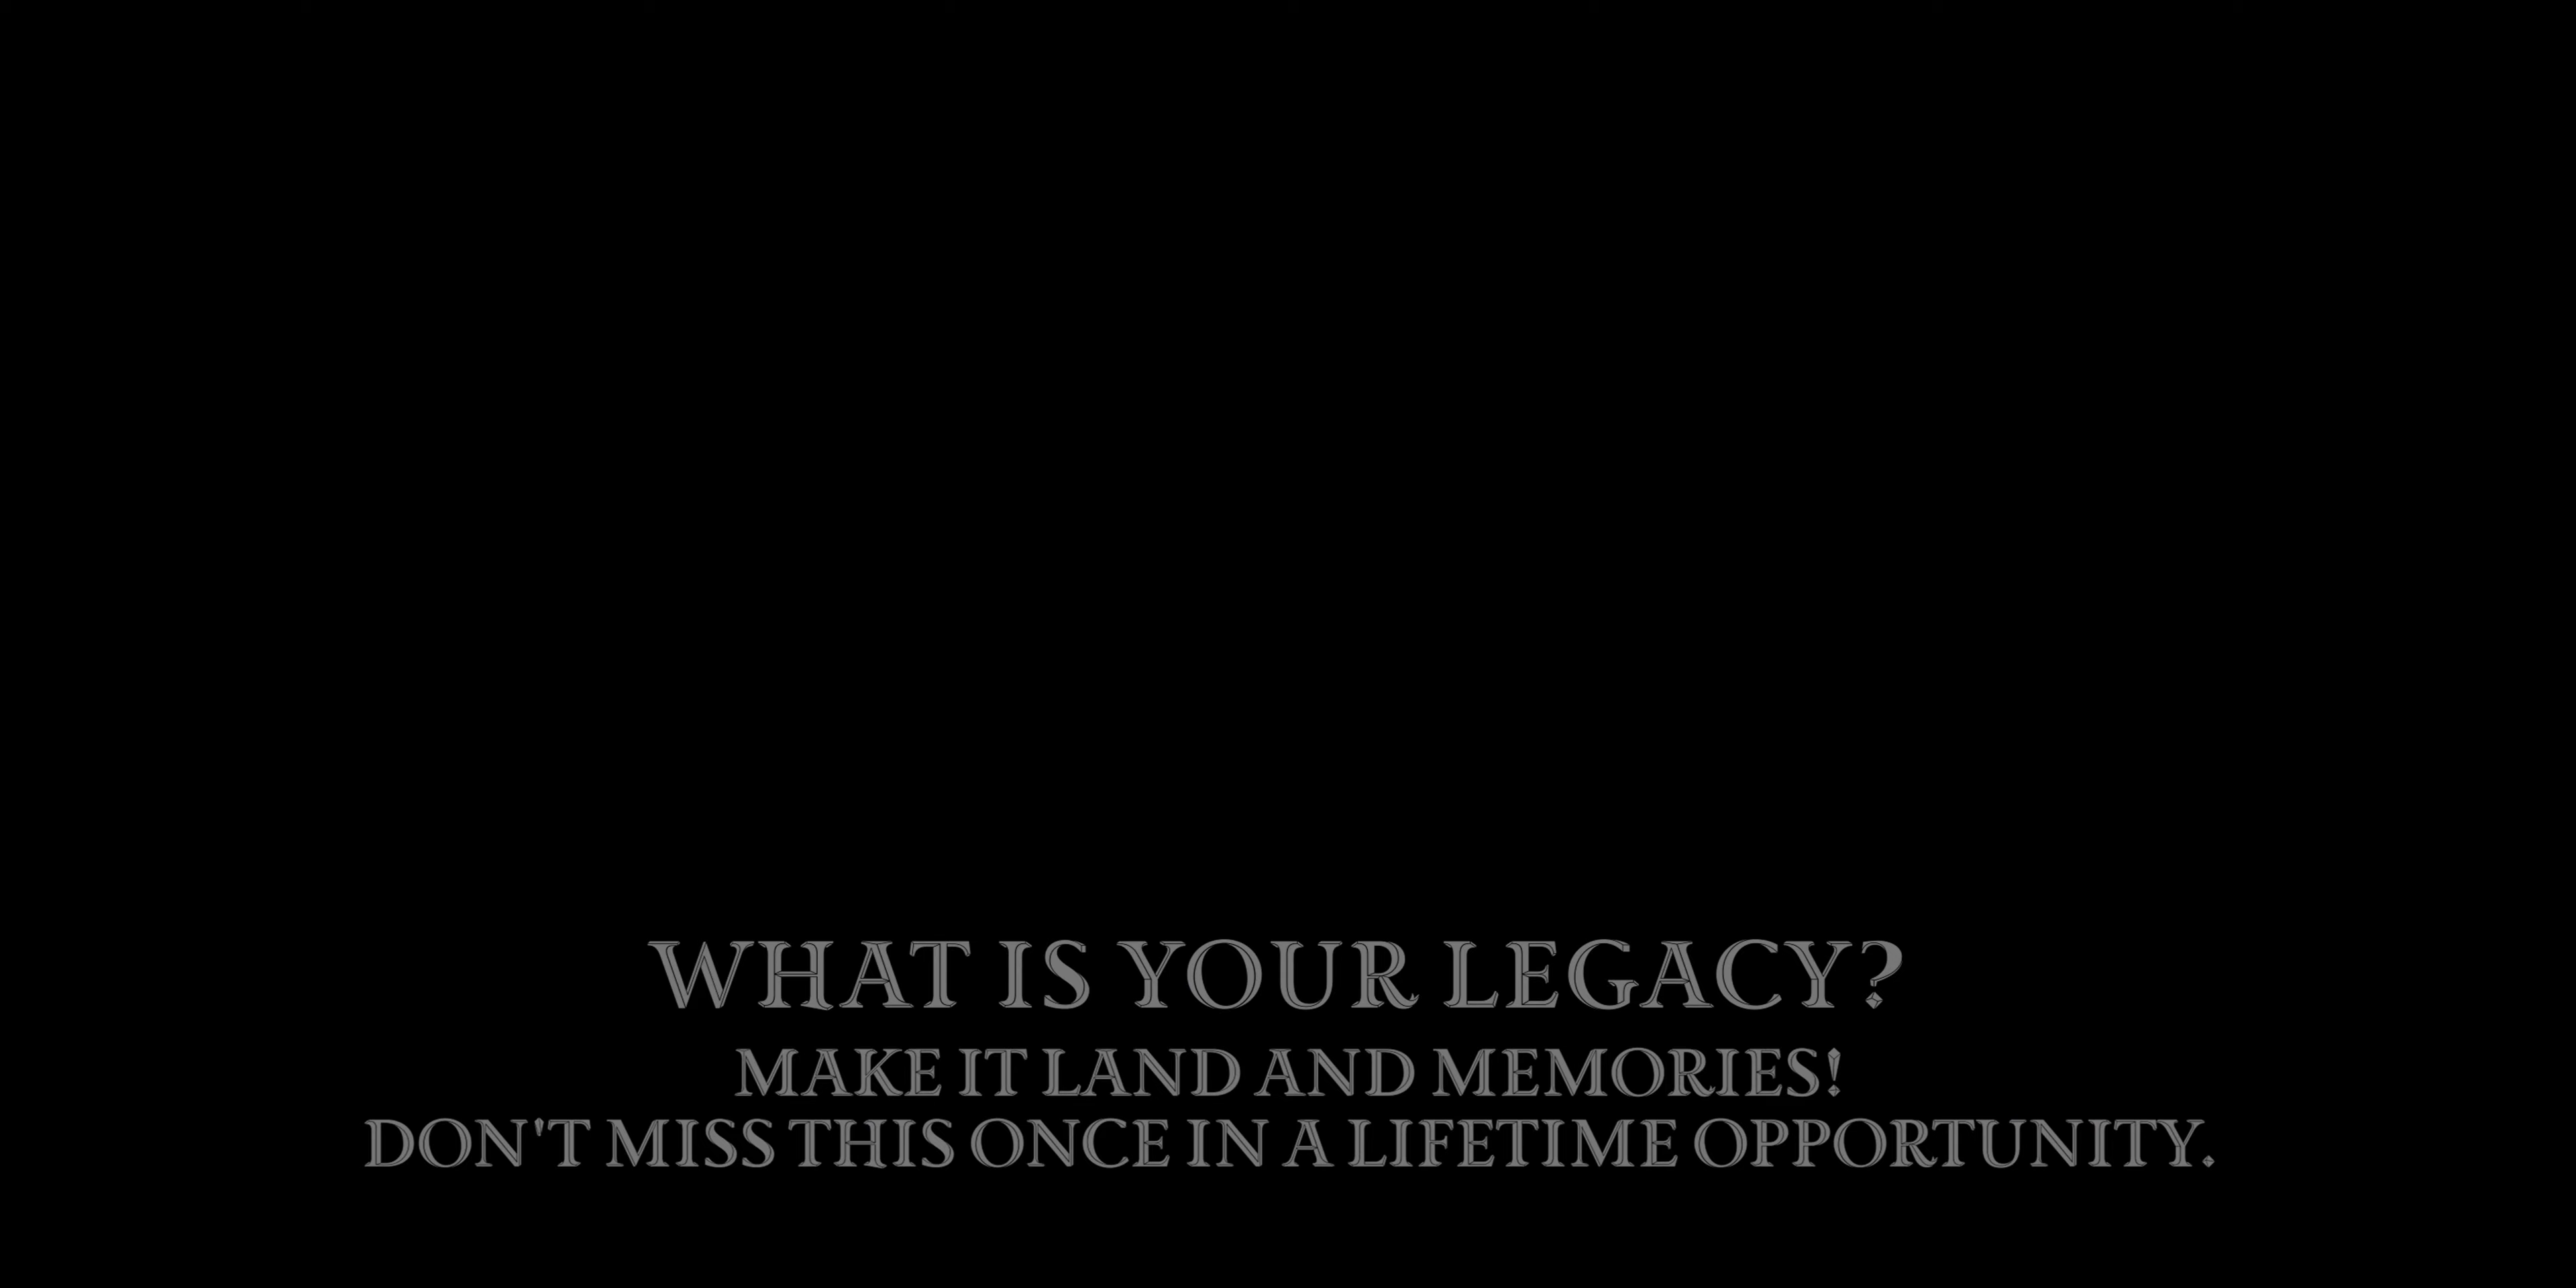 WHAT IS YOUR LEGACY?
MAKE IT LAND AND MEMORIES!
DON'T MISS THIS ONCE IN A LIFETIME OPPORTUNITY.